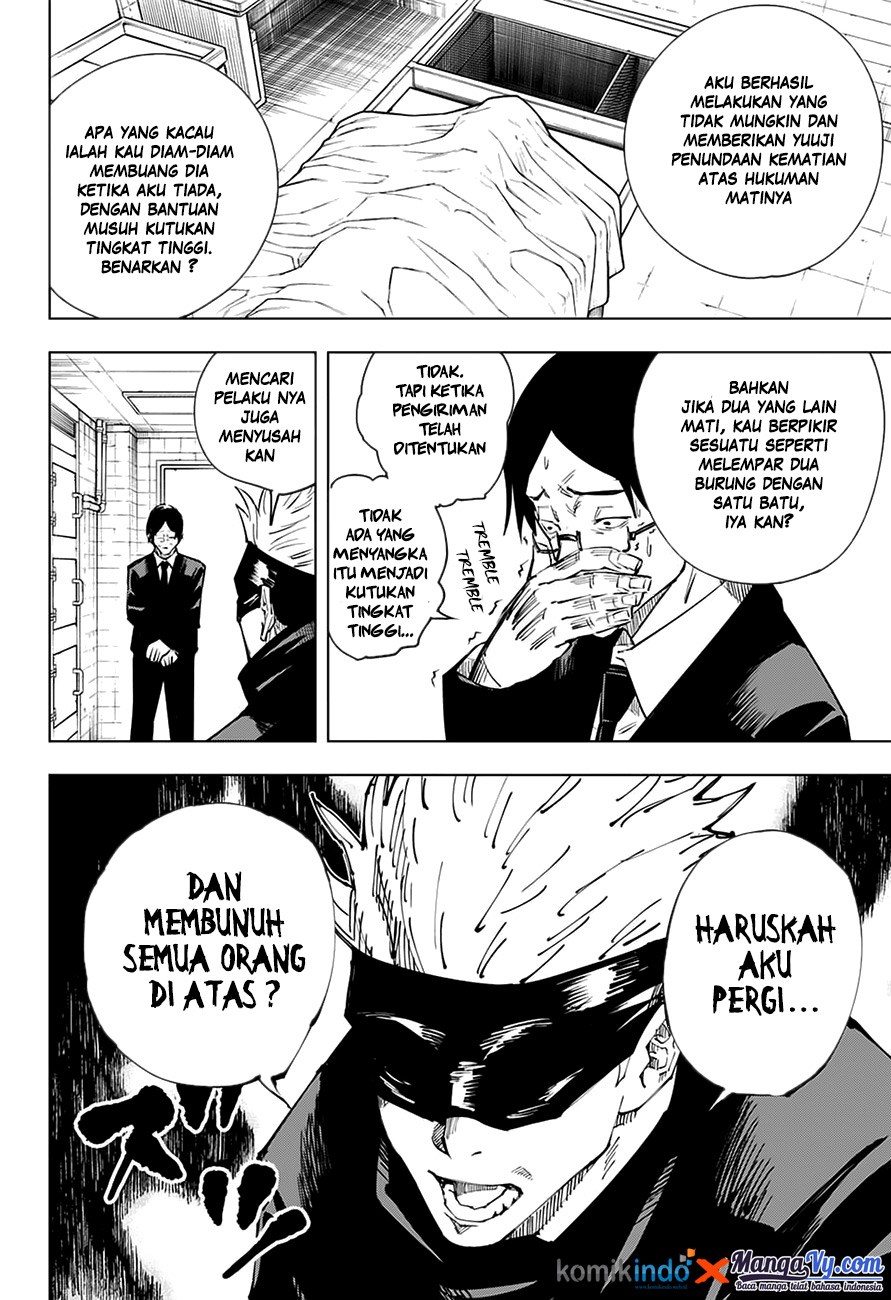 AKU BERHASIL
MELAKUKAN YANG
TIDAK MUNGKIN DAN
MEMBERIKAN YUUJI
PENUNDAAN KEMATIAN
ATAS HUKUMAN
MATINYA
APA YANG KACAU
IALAH KAU DIAM-DIAM
MEMBUANG DIA
KETIKA AKU TIADA,
DENGAN BANTUAN
MUSUH KUTUKAN
TINGKAT TINGGI.
BENARKAN ?
BAHKAN
JIKA DUA YANG LAIN
MATI, KAU BERPIKIR
SESUATU SEPERTI
MELEMPAR DUA
BURUNG DENGAN
SATU BATU,
IYA KAN?
TIDAK.
TAPI KETIKA
PENGIRIMAN
TELAH
DITENTUKAN
TIDAK
ADA YANG
MENYANGKA
ITU MENJADI
KUTUKAN
TINGKAT
TINGGI...
TREMBLE
TREMBLE
MENCARI
PELAKU NYA
JUGA
MENYUSAH
KAN
HARUSKAH
AKU
PERGI...
DAN
MEMBUNUH
SEMUA ORANG
DI ATAS ?
ズズ
komikindo X MangaVy.com
Baca manga telat bahasa indonesia